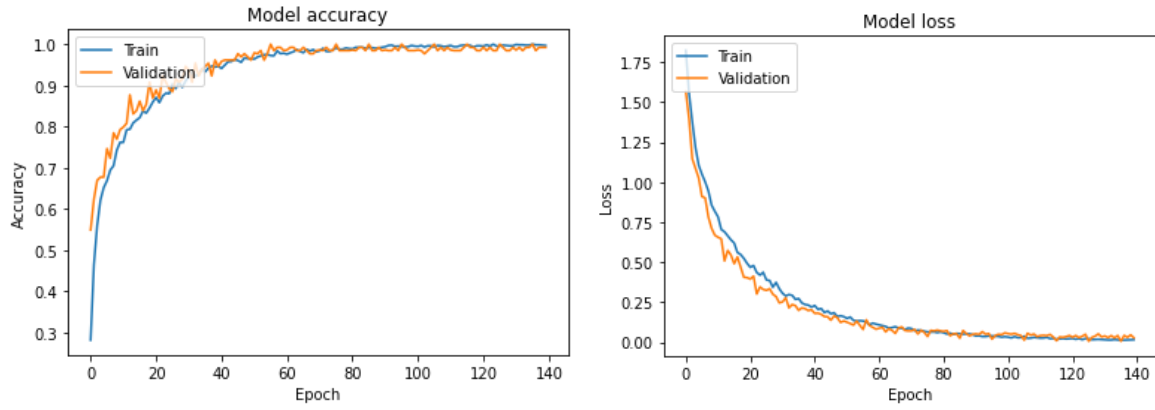 Model accuracy
Train
Validation
1.0
0.9
0.8
0.7
0.6
0.5
0.4
0.3
Accuracy
0 20 40 60 80 100 120 140
Epoch
Model loss
Train
Validation
1.75
1.50
1.25
1.00
0.75
0.50
0.25
0.00
Loss
0 20 40 60 80 100 120 140
Epoch